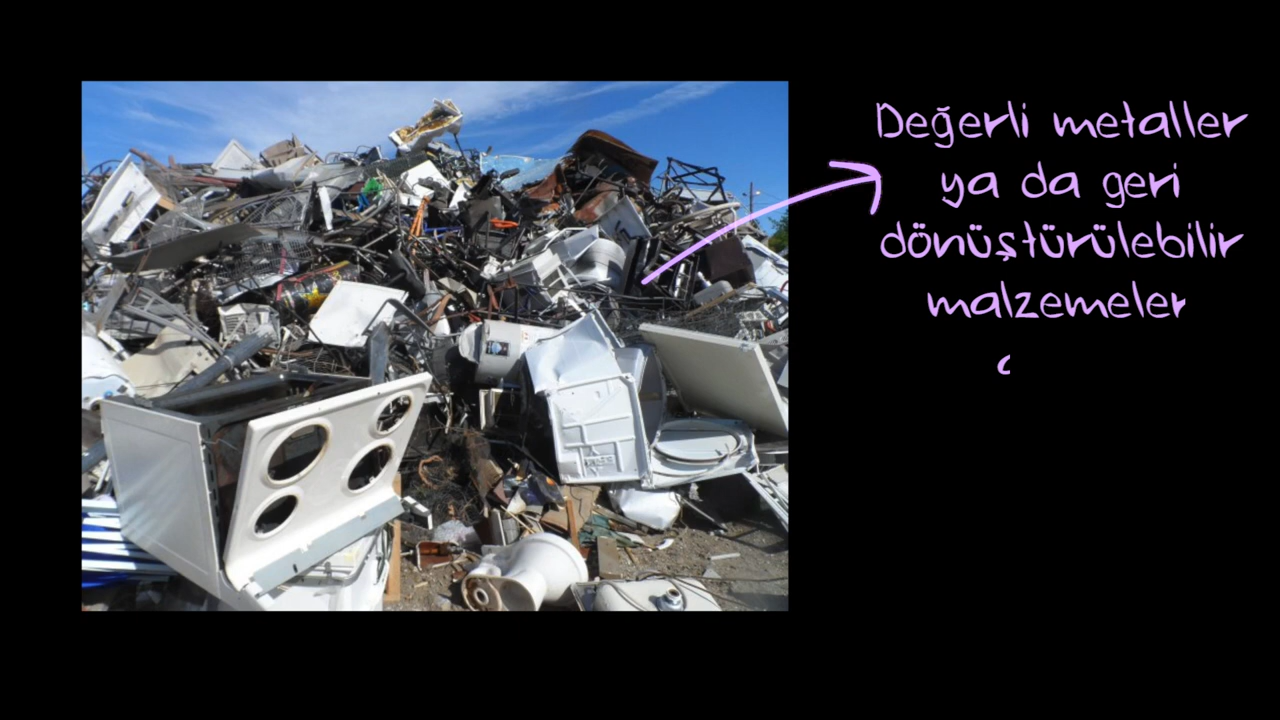 Değerli metaller
ya da geri
dönüştürülebilir
malzemeler